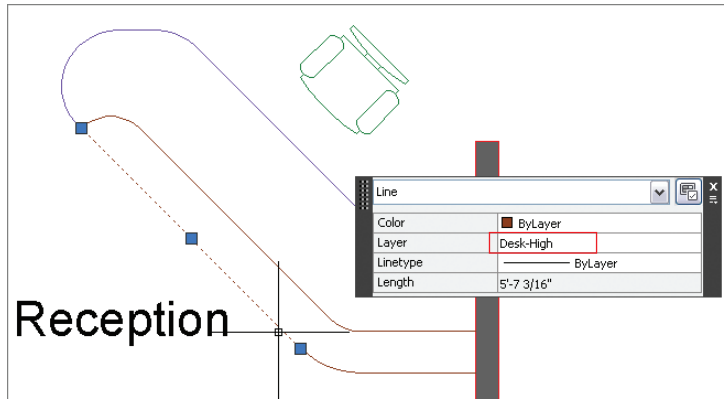 Line
Color ByLayer
Layer Desk-High
Linetype ByLayer
Length 5'-7 3/16"
Reception